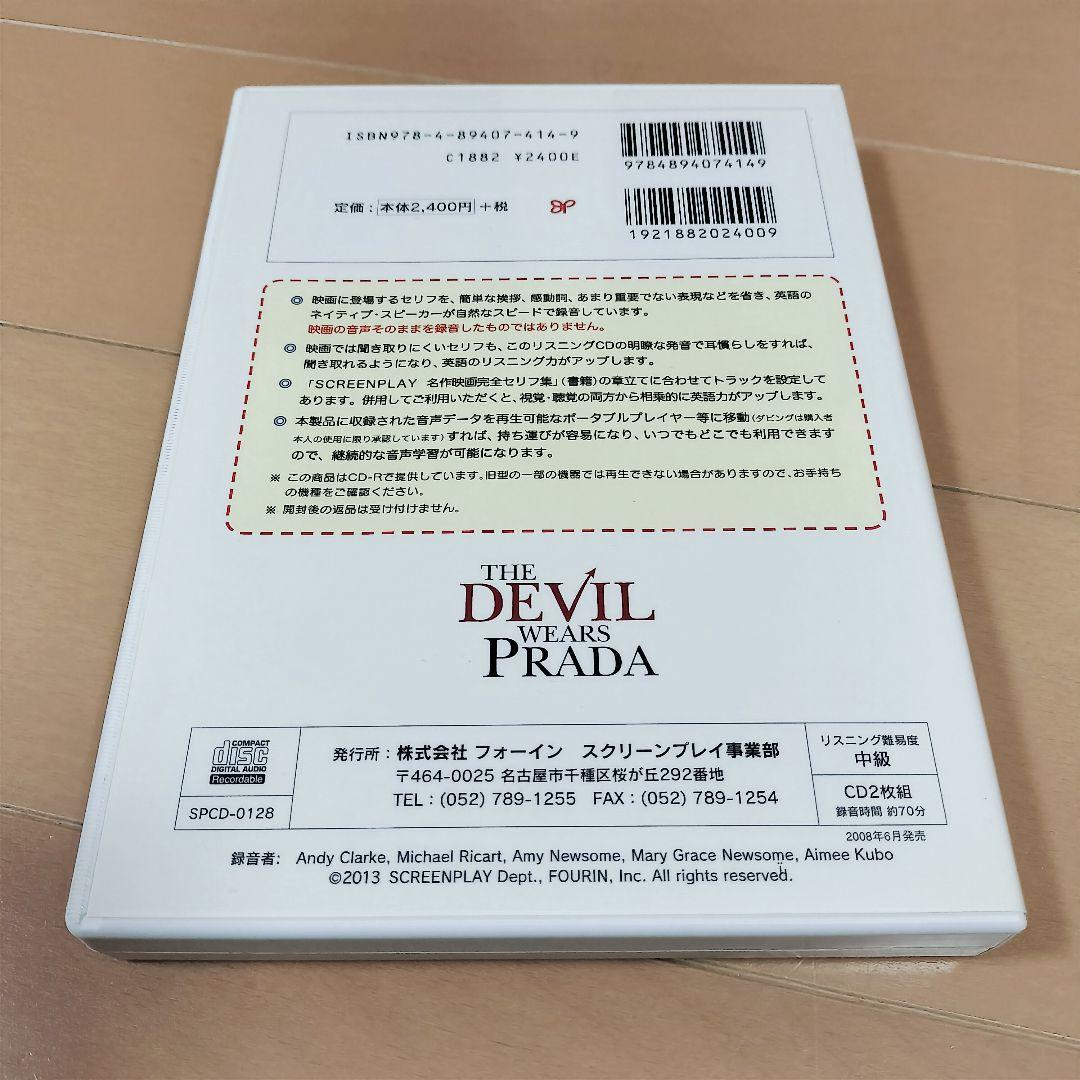 ISBN978-4-89407-414-9
C1882 ¥2400E
定価：本体2,400円＋税
9784894074149
1921882024009
◎ 映画に登場するセリフを、簡単な挨拶、感動詞、あまり重要でない表現などを省き、英語の
ネイティブ・スピーカーが自然なスピードで録音しています。
映画の音声そのままを録音したものではありません。
◎ 映画では聞き取りにくいセリフも、このリスニングCDの明瞭な発音で耳慣らしをすれば、
聞き取れるようになり、英語のリスニング力がアップします。
◎ 「SCREENPLAY 名作映画完全セリフ集」（書籍）の章立てに合わせてトラックを設定して
あります。併用してご利用いただくと、視覚・聴覚の両方から相乗的に英語力がアップします。
◎ 本製品に収録された音声データを再生可能なポータブルプレイヤー等に移動（ダビングは購入者
本人の使用に限り承認しています）すれば、持ち運びが容易になり、いつでもどこでも利用できます
ので、継続的な音声学習が可能になります。
※ この商品はCD-Rで提供しています。旧型の一部の機器では再生できない場合がありますので、お手持ち
の機種をご確認ください。
※ 開封後の返品は受け付けません。
THE
DEVIL
WEARS
PRADA
COMPACT
disc
DIGITAL AUDIO
Recordable
SPCD-0128
発行所：株式会社 フォーイン　スクリーンプレイ事業部
〒464-0025 名古屋市千種区桜が丘292番地
TEL：(052) 789-1255　FAX：(052) 789-1254
リスニング難易度
中級
CD2枚組
録音時間 約70分
2008年6月発売
録音者: Andy Clarke, Michael Ricart, Amy Newsome, Mary Grace Newsome, Aimee Kubo
©2013 SCREENPLAY Dept., FOURIN, Inc. All rights reserved.